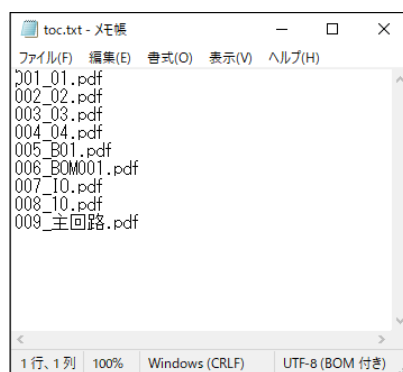 toc.txt - メモ帳
ファイル(F) 編集(E) 書式(O) 表示(V) ヘルプ(H)
001_01.pdf
002_02.pdf
003_03.pdf
004_04.pdf
005_B01.pdf
006_BOM001.pdf
007_IO.pdf
008_10.pdf
009_主回路.pdf
1 行、1 列 100% Windows (CRLF) UTF-8 (BOM 付き)